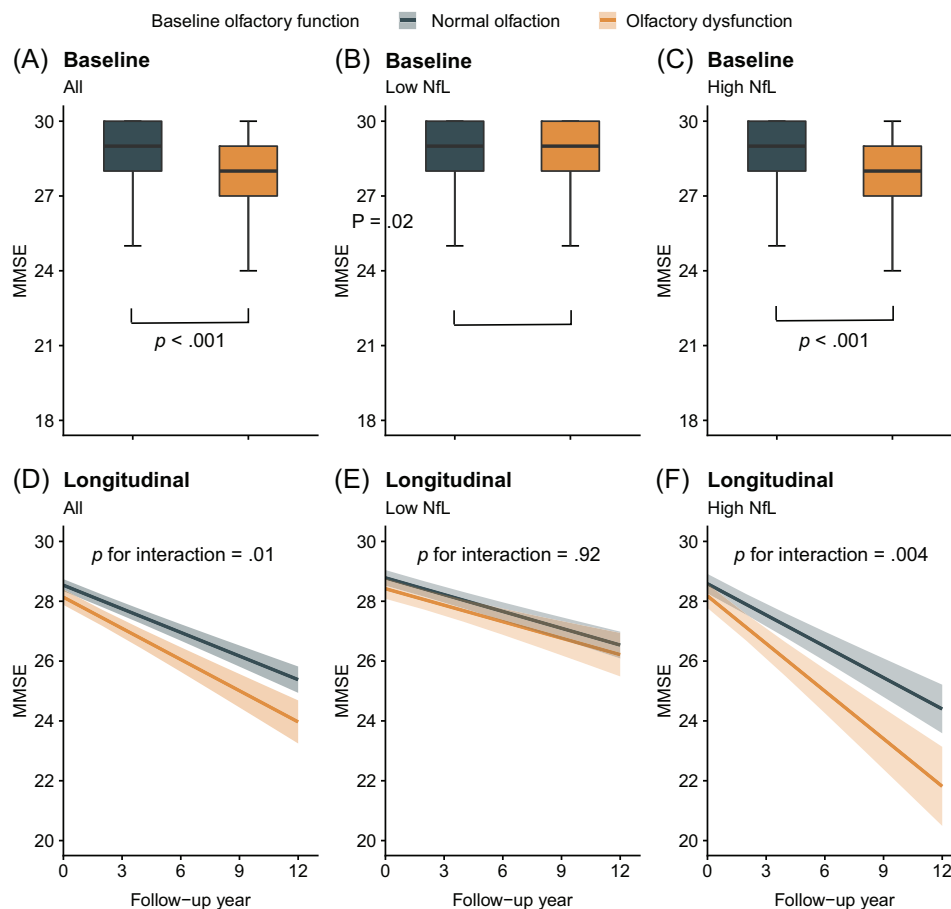 Baseline olfactory function Normal olfaction Olfactory dysfunction
(A) Baseline
All
30
27
24
21
18
MMSE
p < .001
(B) Baseline
Low NfL
30
27
24
21
18
MMSE
P = .02
(C) Baseline
High NfL
30
27
24
21
18
MMSE
p < .001
(D) Longitudinal
All
p for interaction = .01
30
28
26
24
22
20
MMSE
0 3 6 9 12
Follow-up year
(E) Longitudinal
Low NfL
p for interaction = .92
30
28
26
24
22
20
MMSE
0 3 6 9 12
Follow-up year
(F) Longitudinal
High NfL
p for interaction = .004
30
28
26
24
22
20
MMSE
0 3 6 9 12
Follow-up year